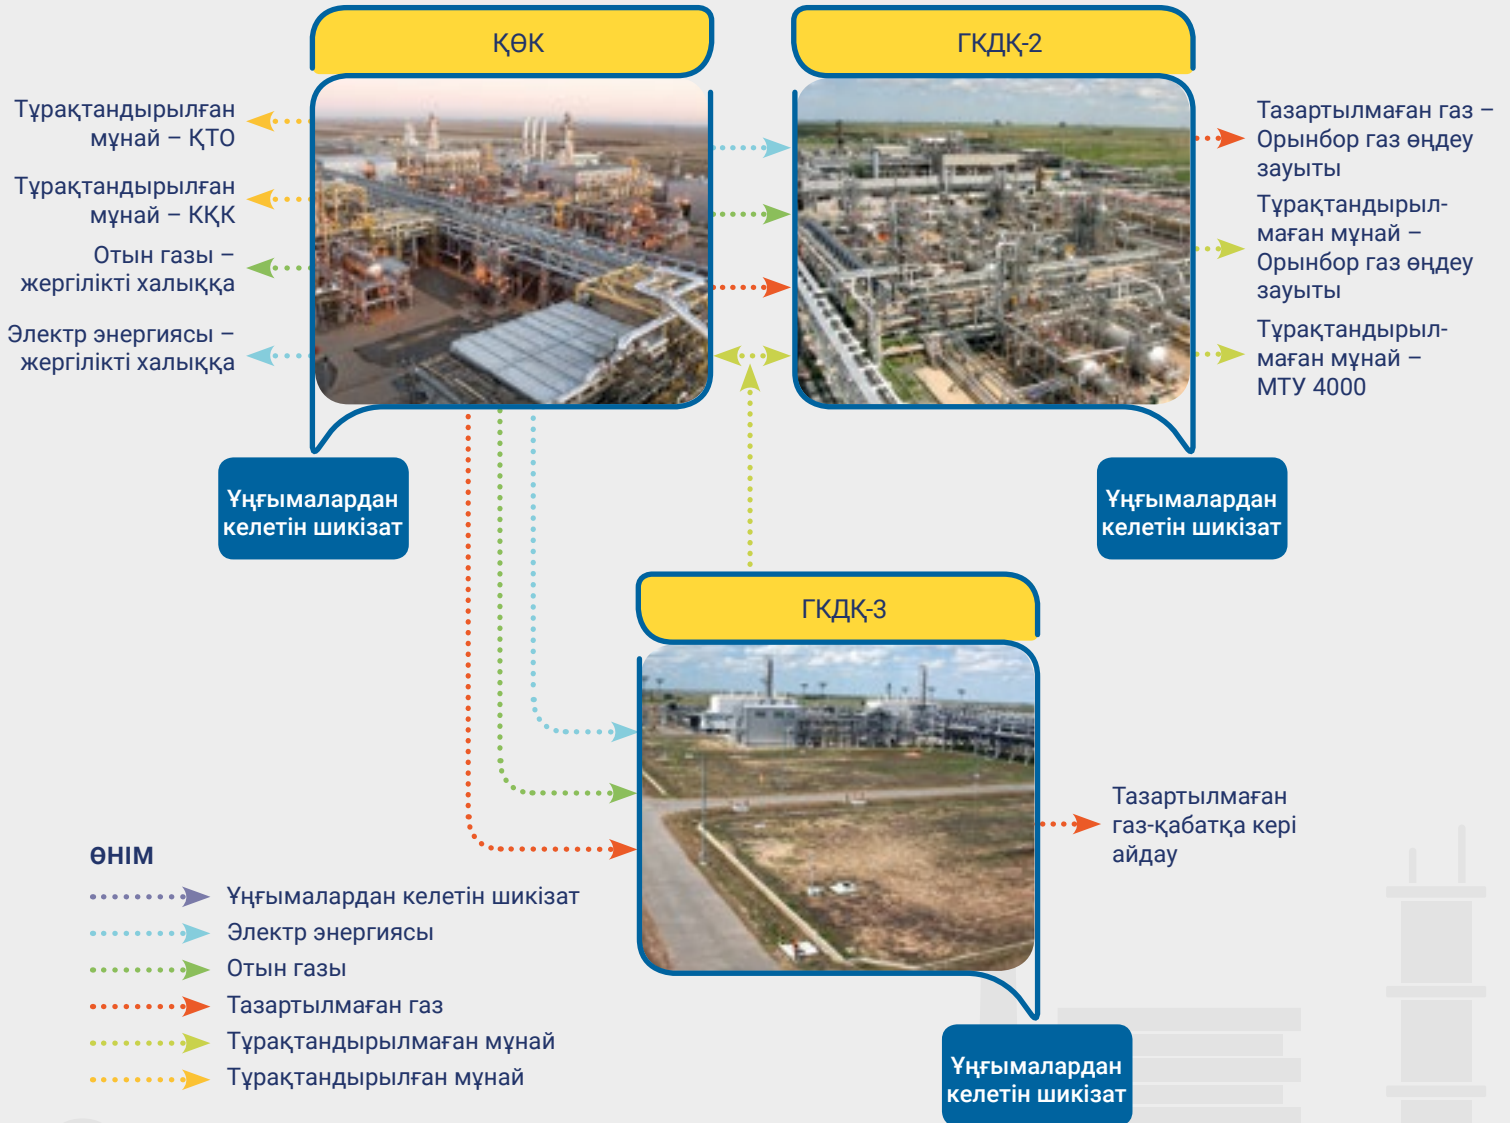 ҚӨК
ГКДҚ-2
Тұрақтандырылған
мұнай – ҚТО
Тұрақтандырылған
мұнай – КҚК
Отын газы –
жергілікті халыққа
Электр энергиясы –
жергілікті халыққа
Тазартылмаған газ –
Орынбор газ өңдеу
зауыты
Тұрақтандырыл-
маған мұнай –
Орынбор газ өңдеу
зауыты
Тұрақтандырыл-
маған мұнай –
МТУ 4000
Ұңғымалардан
келетін шикізат
Ұңғымалардан
келетін шикізат
ГКДҚ-3
Тазартылмаған
газ-қабатқа кері
айдау
Ұңғымалардан
келетін шикізат
ӨНІМ
Ұңғымалардан келетін шикізат
Электр энергиясы
Отын газы
Тазартылмаған газ
Тұрақтандырылмаған мұнай
Тұрақтандырылған мұнай